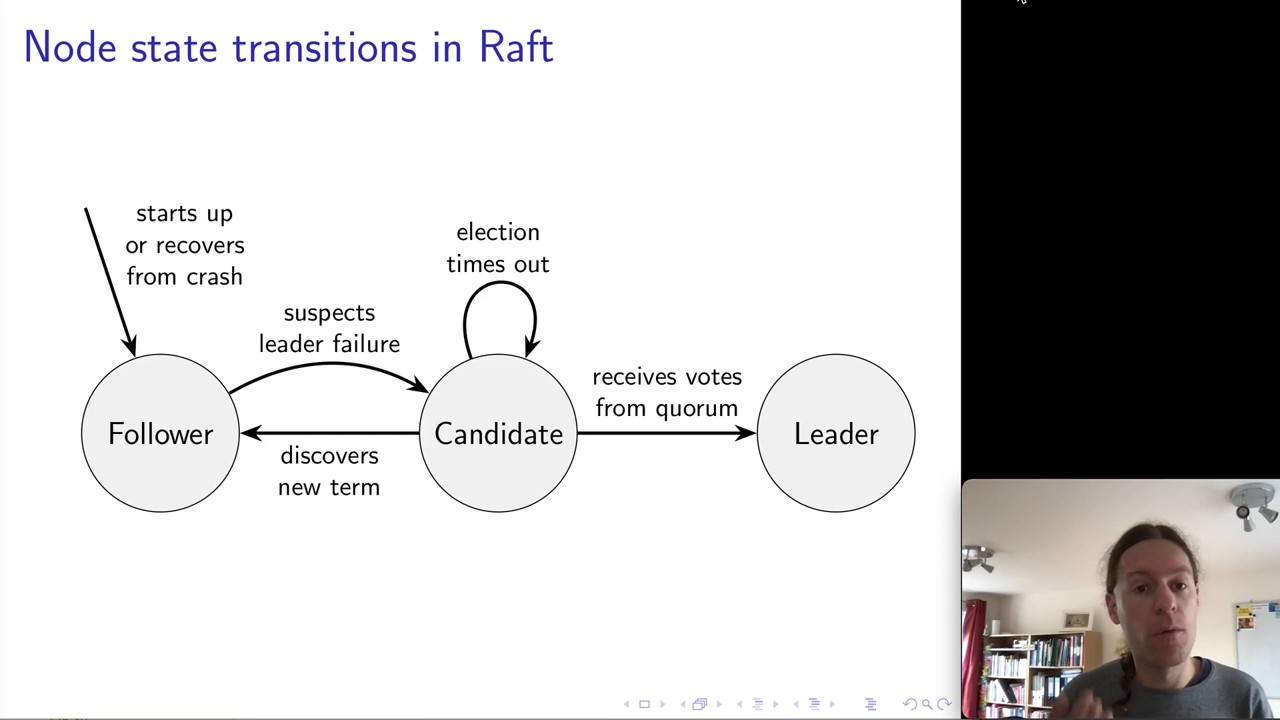 Node state transitions in Raft
starts up
or recovers
from crash
election
times out
suspects
leader failure
receives votes
from quorum
Follower
Candidate
Leader
discovers
new term